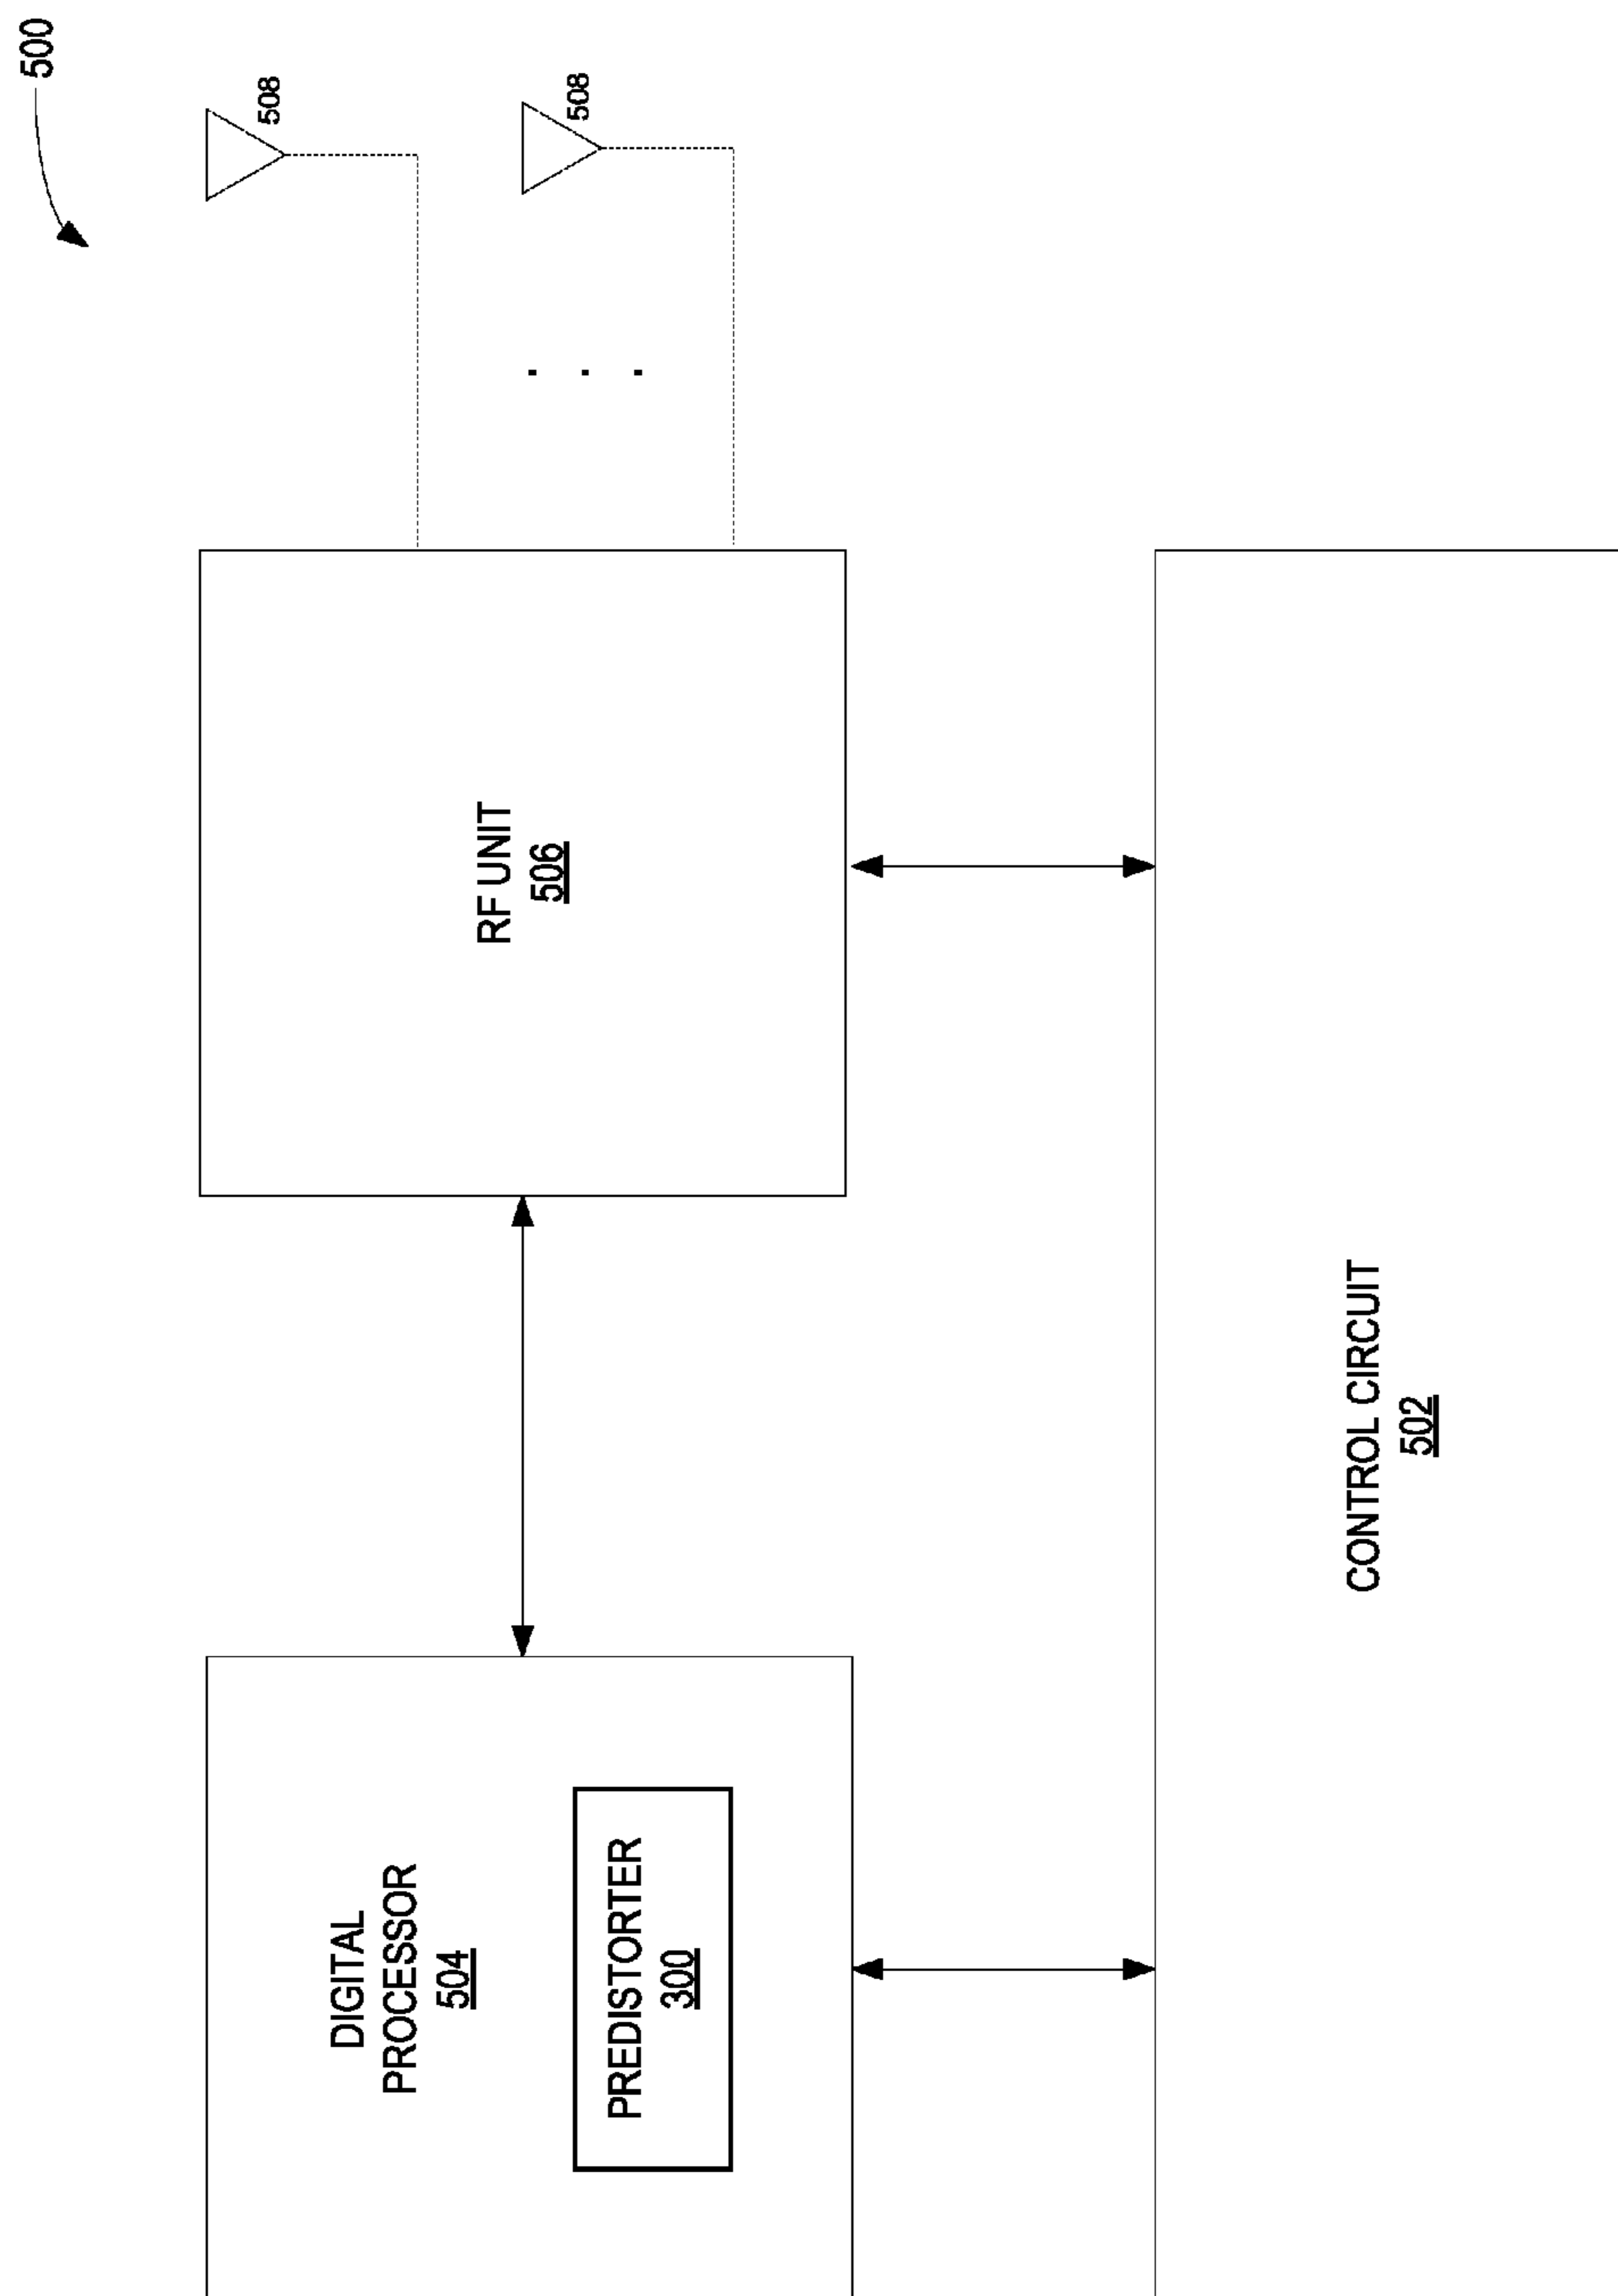 500
508
508
RF UNIT
506
DIGITAL
PROCESSOR
504
PREDISTORTER
300
CONTROL CIRCUIT
502